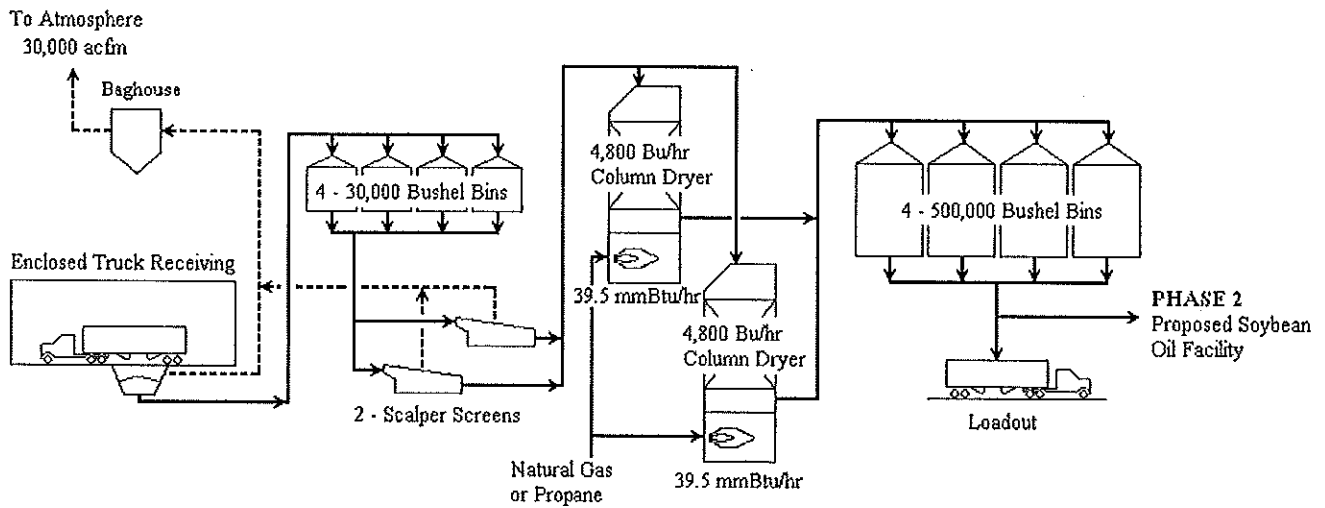 To Atmosphere
30,000 acfm
Baghouse
4 - 30,000 Bushel Bins
Enclosed Truck Receiving
2 - Scalper Screens
4,800 Bu/hr
Column Dryer
39.5 mmBtu/hr
4,800 Bu/hr
Column Dryer
39.5 mmBtu/hr
Natural Gas
or Propane
4 - 500,000 Bushel Bins
PHASE 2
Proposed Soybean
Oil Facility
Loadout